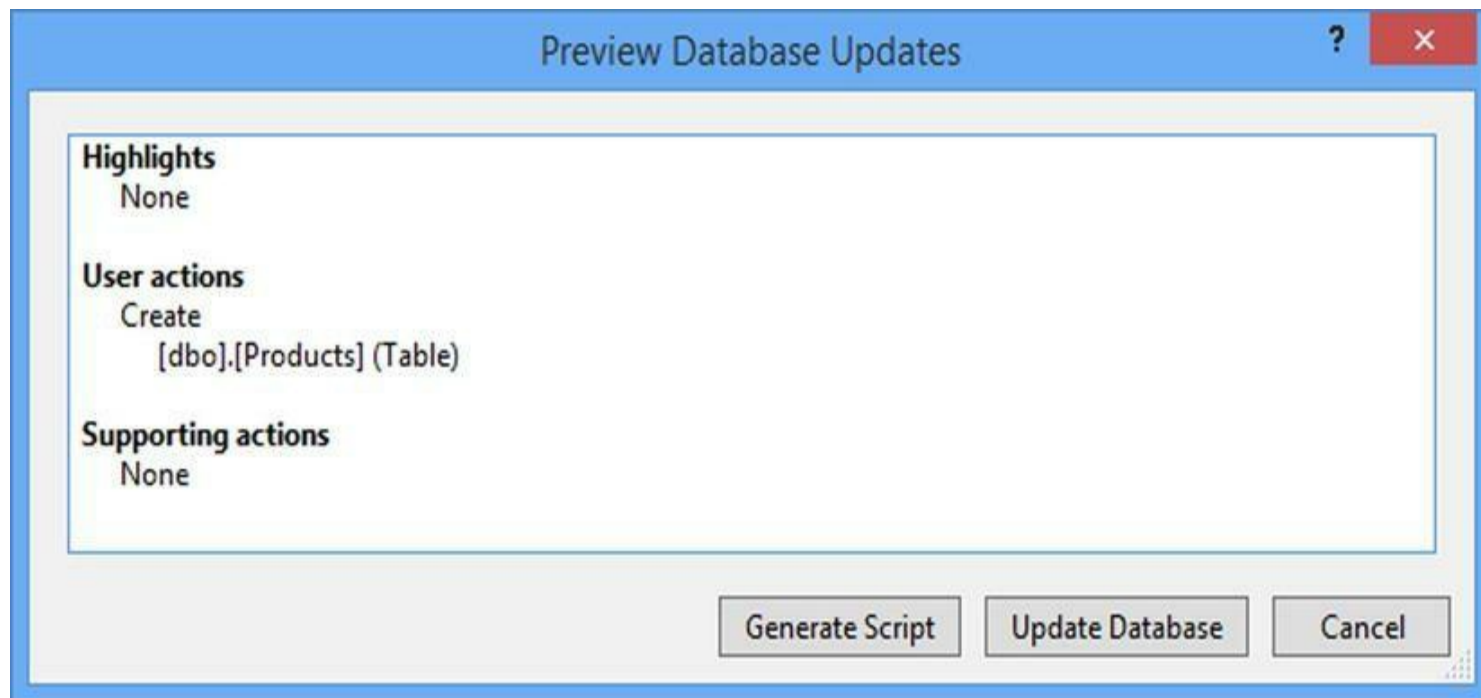 Preview Database Updates
?
Highlights
None
User actions
Create
[dbo].[Products] (Table)
Supporting actions
None
Generate Script
Update Database
Cancel